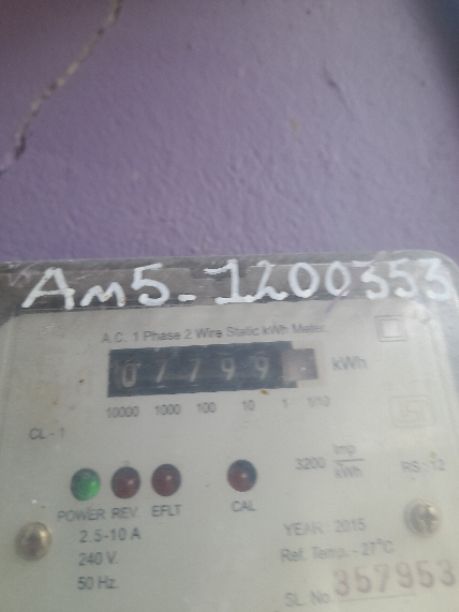 Am5-1200353
A.C. 1 Phase 2 Wire Static kWh Meter
07799 kWh
10000 1000 100 10 1 1/10
CL - 1
3200 Imp/kWh RS: 12
POWER REV. EFLT CAL
2.5-10 A
240 V.
50 Hz.
YEAR : 2015
Ref. Temp. - 27°C
SL. No 357953